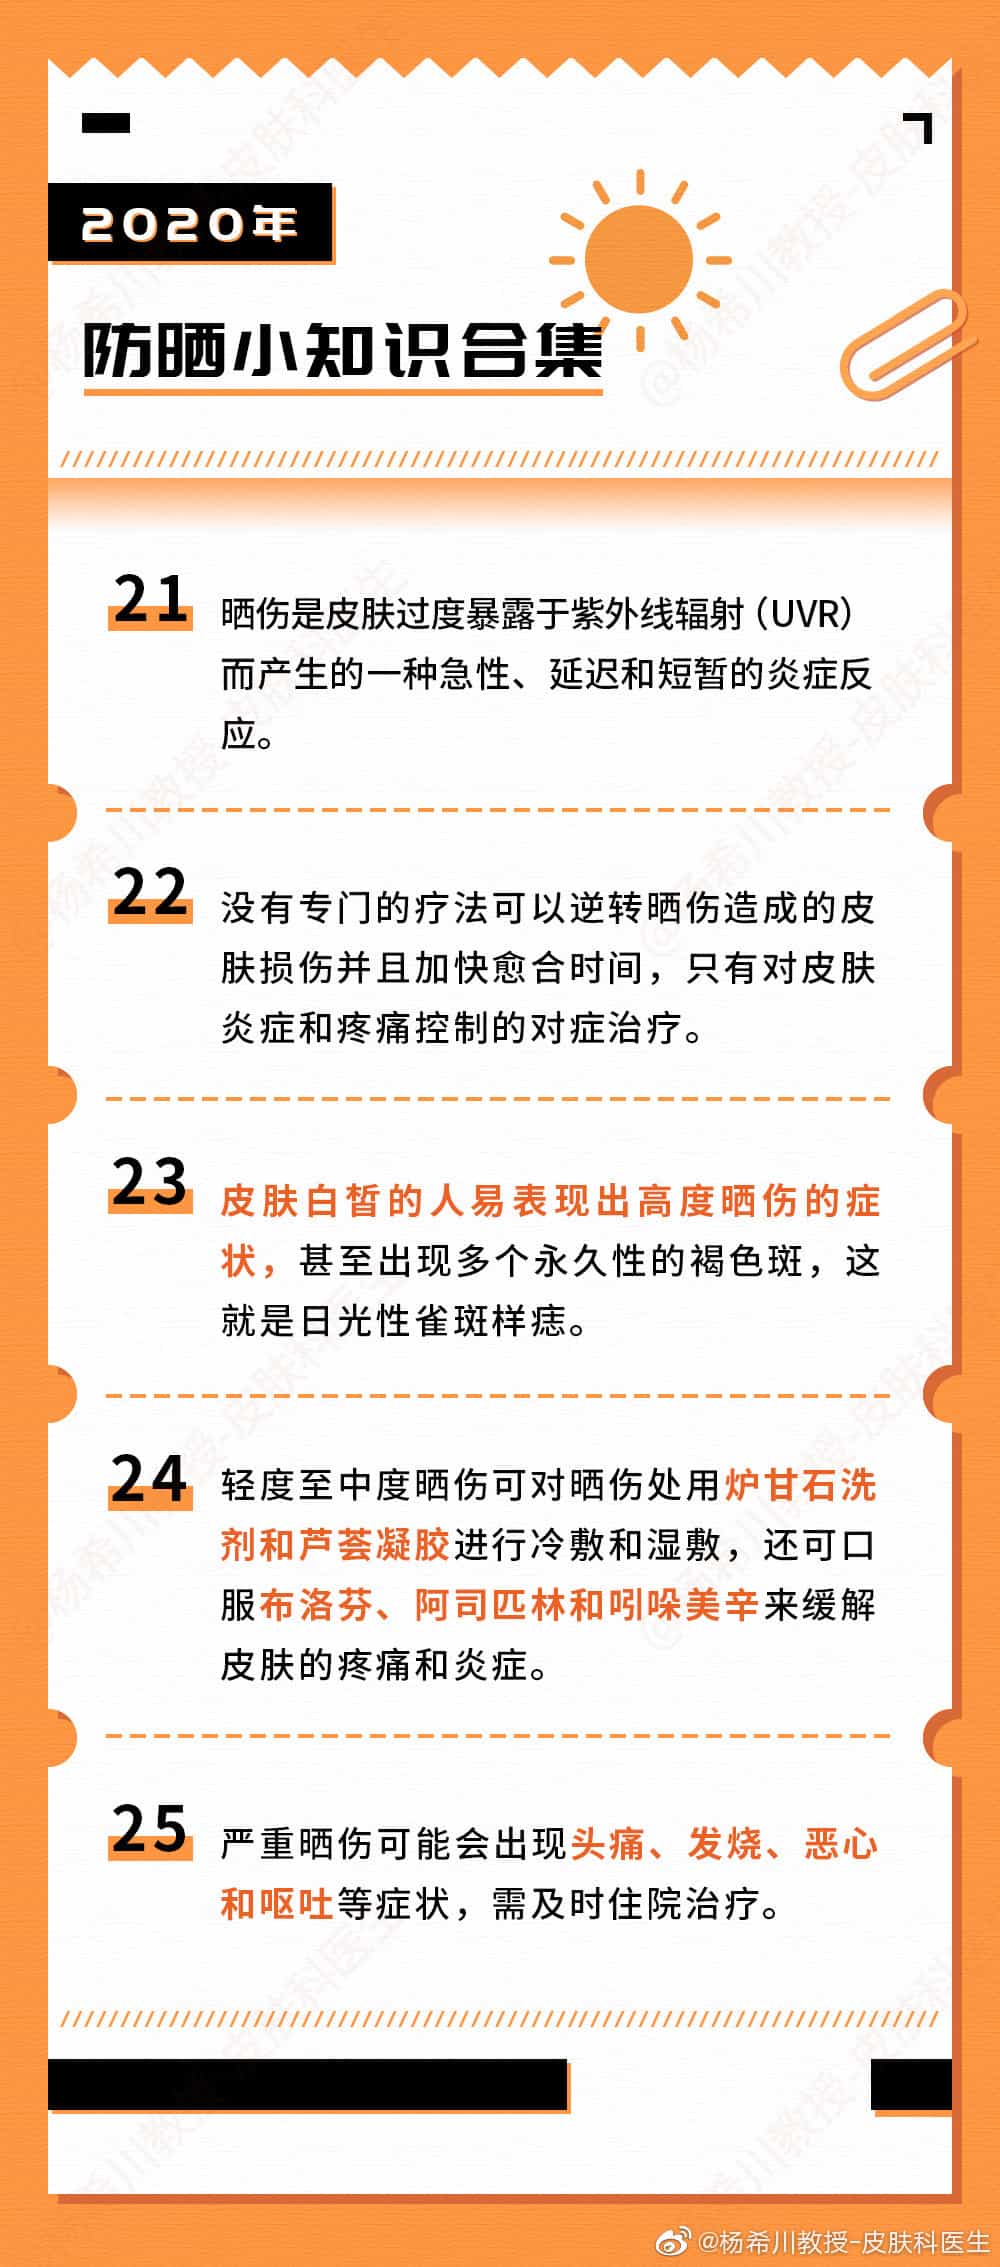 2020年
防晒小知识合集
21
晒伤是皮肤过度暴露于紫外线辐射（UVR）
而产生的一种急性、延迟和短暂的炎症反
应。
22
没有专门的疗法可以逆转晒伤造成的皮
肤损伤并且加快愈合时间，只有对皮肤
炎症和疼痛控制的对症治疗。
23
皮肤白皙的人易表现出高度晒伤的症
状，甚至出现多个永久性的褐色斑，这
就是日光性雀斑样痣。
24
轻度至中度晒伤可对晒伤处用炉甘石洗
剂和芦荟凝胶进行冷敷和湿敷，还可口
服布洛芬、阿司匹林和吲哚美辛来缓解
皮肤的疼痛和炎症。
25
严重晒伤可能会出现头痛、发烧、恶心
和呕吐等症状，需及时住院治疗。
@杨希川教授-皮肤科医生